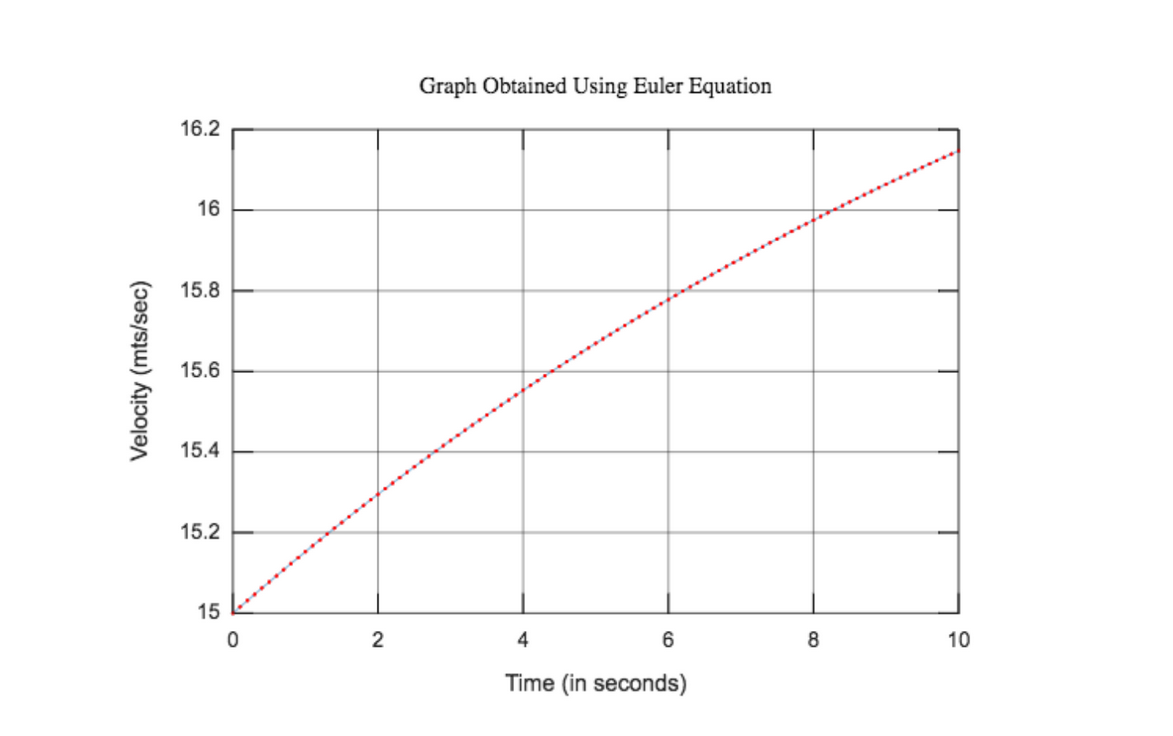 Graph Obtained Using Euler Equation
16.2
16
15.8
15.6
15.4
15.2
15
Velocity (mts/sec)
0 2 4 6 8 10
Time (in seconds)